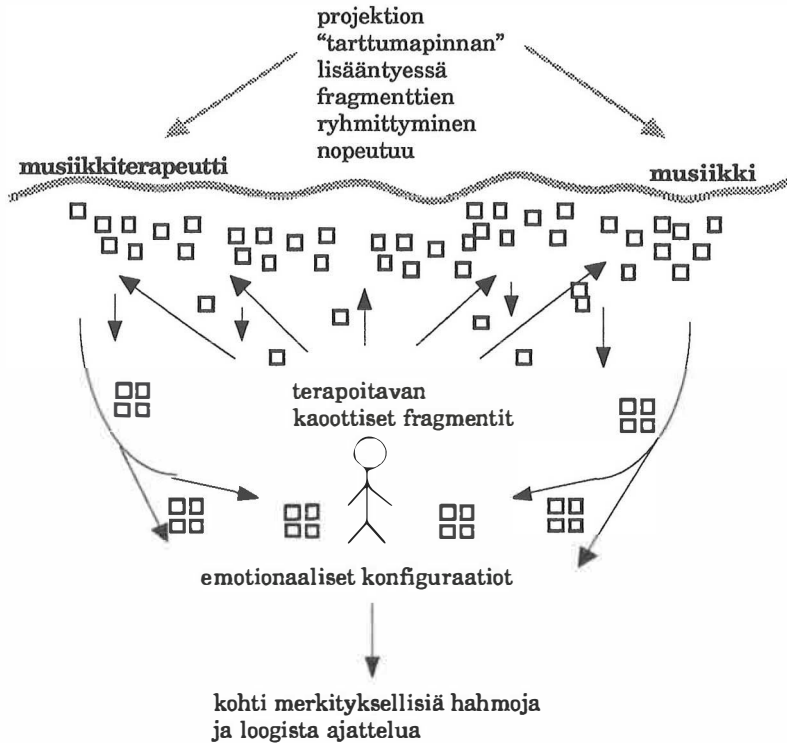 projektion
“tarttumapinnan”
lisääntyessä
fragmenttien
ryhmittyminen
nopeutuu
musiikkiterapeutti
musiikki
terapoitavan
kaoottiset fragmentit
emotionaaliset konfiguraatiot
kohti merkityksellisiä hahmoja
ja loogista ajattelua